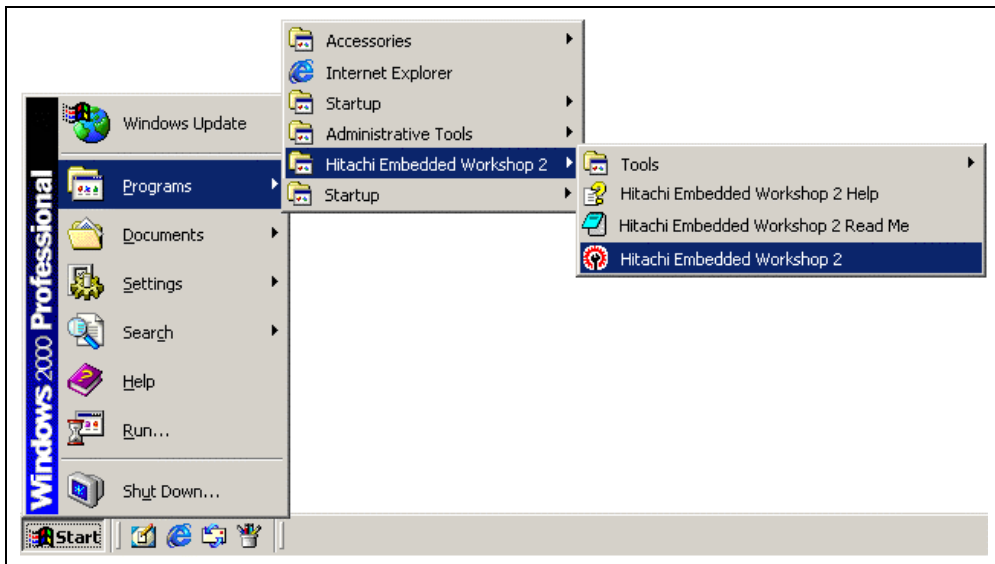 Accessories
Internet Explorer
Startup
Administrative Tools
Hitachi Embedded Workshop 2
Startup
Tools
Hitachi Embedded Workshop 2 Help
Hitachi Embedded Workshop 2 Read Me
Hitachi Embedded Workshop 2
Windows 2000 Professional
Windows Update
Programs
Documents
Settings
Search
Help
Run...
Shut Down...
Start